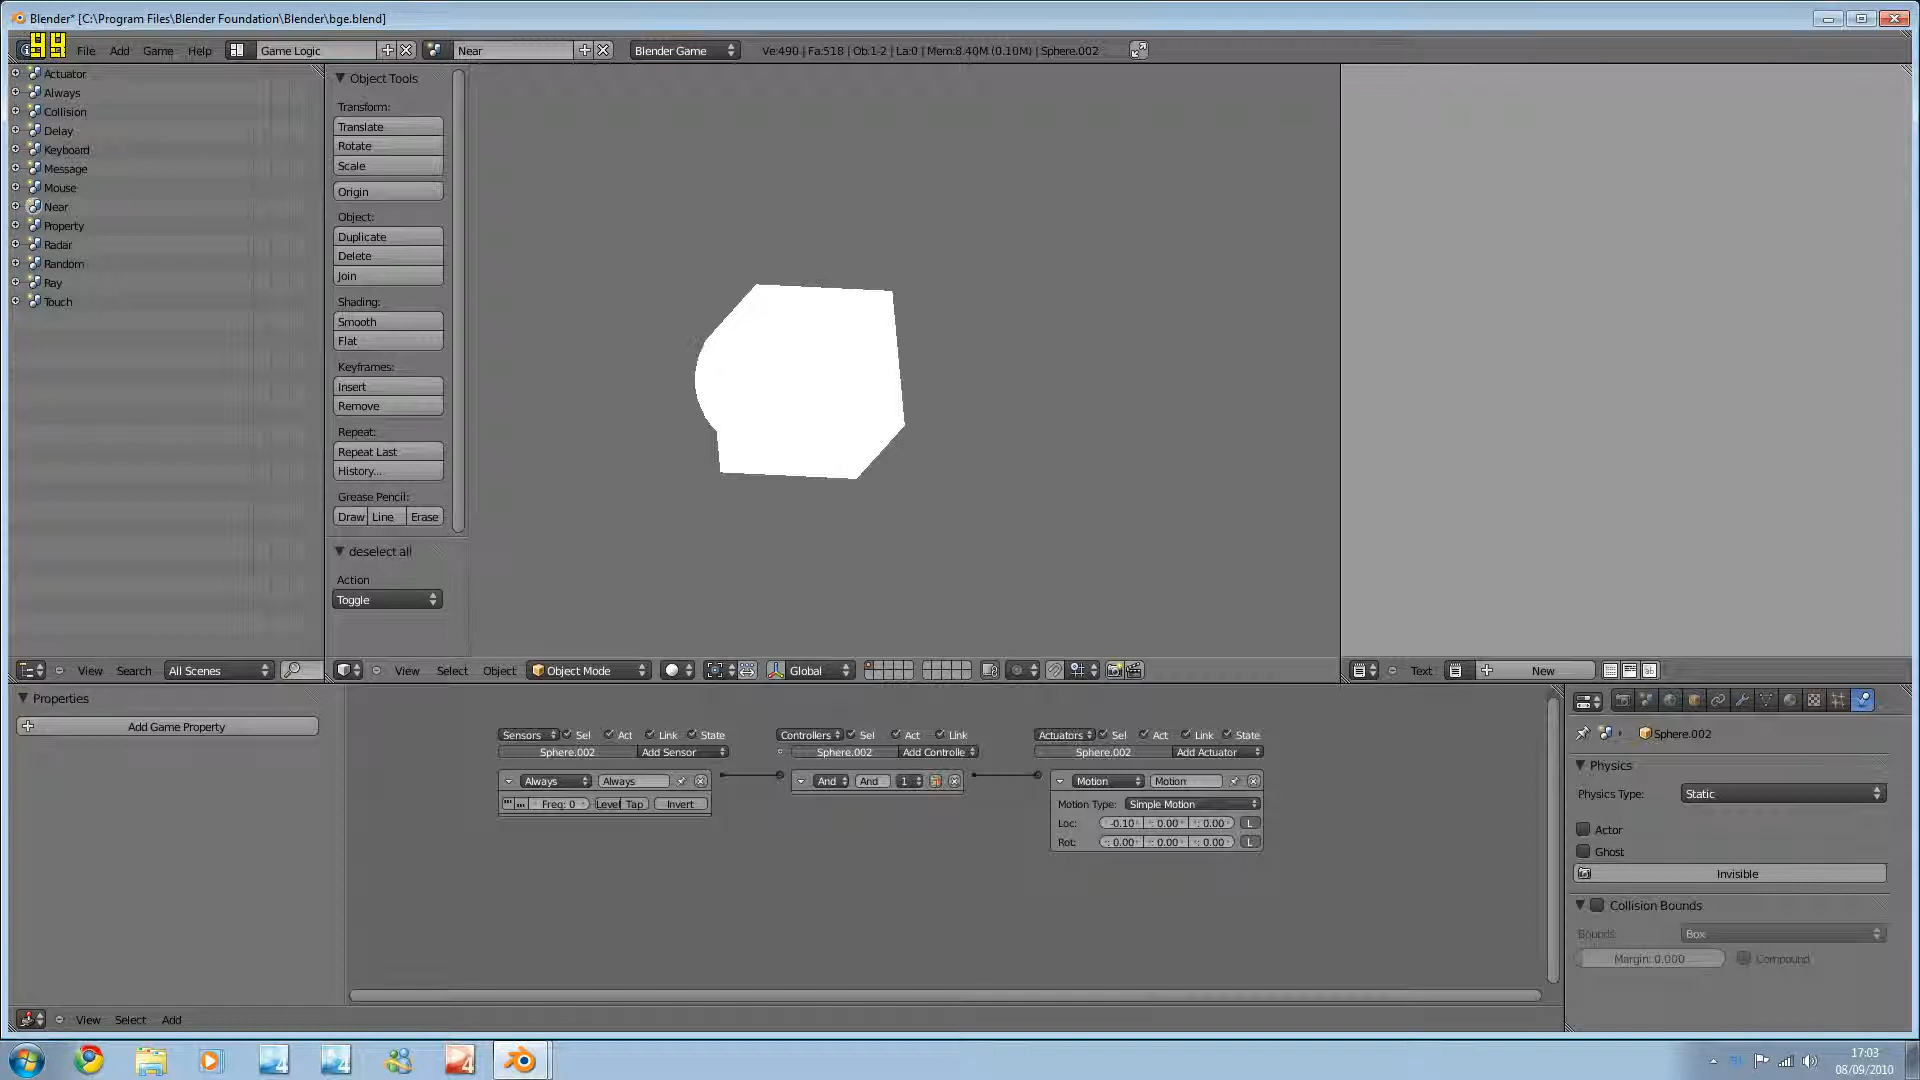 Blender* [C:\Program Files\Blender Foundation\Blender\bge.blend]
99 File Add Game Help Game Logic Near Blender Game Ve:490 | Fa:518 | Ob:1-2 | La:0 | Mem:8.40M (0.10M) | Sphere.002
Actuator
Always
Collision
Delay
Keyboard
Message
Mouse
Near
Property
Radar
Random
Ray
Touch
Object Tools
Transform:
Translate
Rotate
Scale
Origin
Object:
Duplicate
Delete
Join
Shading:
Smooth
Flat
Keyframes:
Insert
Remove
Repeat:
Repeat Last
History...
Grease Pencil:
Draw Line Erase
deselect all
Action
Toggle
View Search All Scenes
View Select Object Object Mode Global
Text New
Properties
Add Game Property
Sensors Sel Act Link State
Sphere.002 Add Sensor
Always Always
Freq: 0 Level Tap Invert
Controllers Sel Act Link
Sphere.002 Add Controlle
And And 1
Actuators Sel Act Link State
Sphere.002 Add Actuator
Motion Motion
Motion Type: Simple Motion
Loc: -0.10 0.00 0.00 L
Rot: 0.00 0.00 0.00 L
Sphere.002
Physics
Physics Type: Static
Actor
Ghost
Invisible
Collision Bounds
Bounds: Box
Margin: 0.000 Compound
View Select Add
17:03
08/09/2010